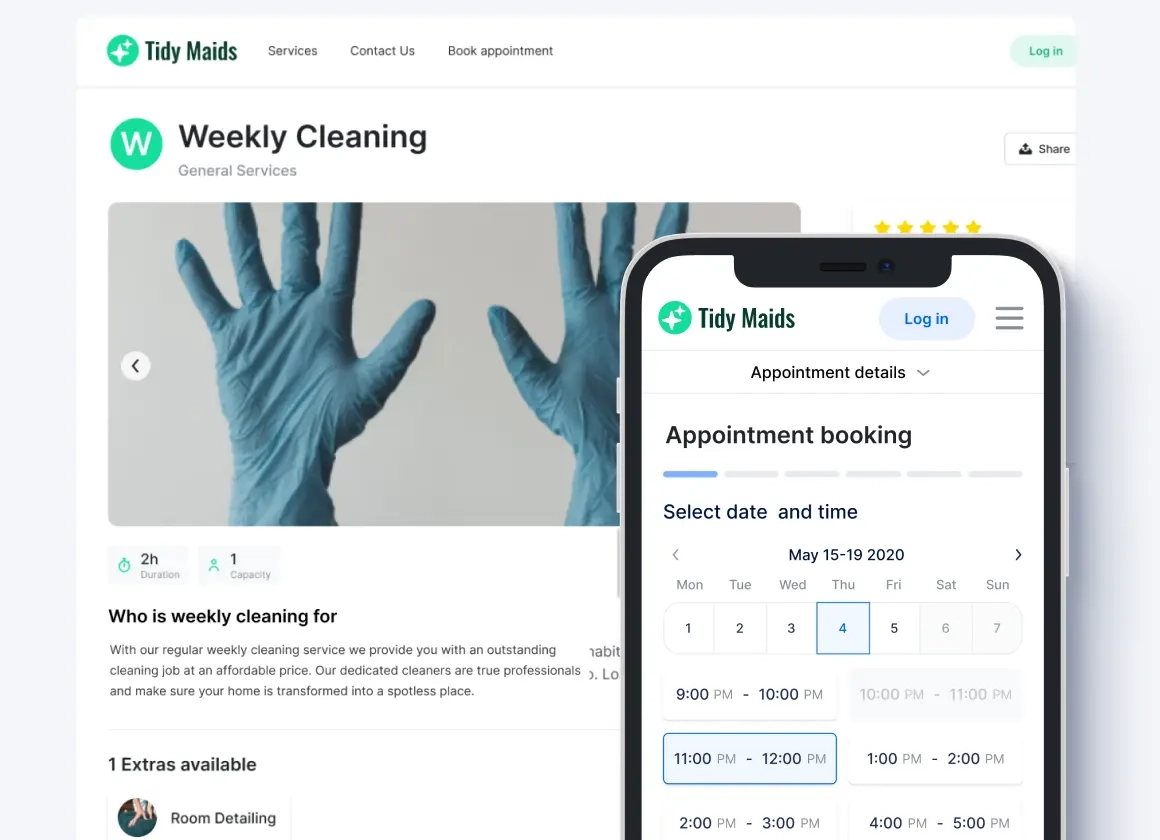 Tidy Maids
Services
Contact Us
Book appointment
Log in
W
Weekly Cleaning
General Services
Share
2h
Duration
1
Capacity
Who is weekly cleaning for
With our regular weekly cleaning service we provide you with an outstanding
cleaning job at an affordable price. Our dedicated cleaners are true professionals
and make sure your home is transformed into a spotless place.
Lo
1 Extras available
Room Detailing
Tidy Maids
Log in
Appointment details
Appointment booking
Select date and time
May 15-19 2020
Mon Tue Wed Thu Fri Sat Sun
1 2 3 4 5 6 7
9:00 PM - 10:00 PM
10:00 PM - 11:00 PM
11:00 PM - 12:00 PM
1:00 PM - 2:00 PM
2:00 PM - 3:00 PM
4:00 PM - 5:00 PM